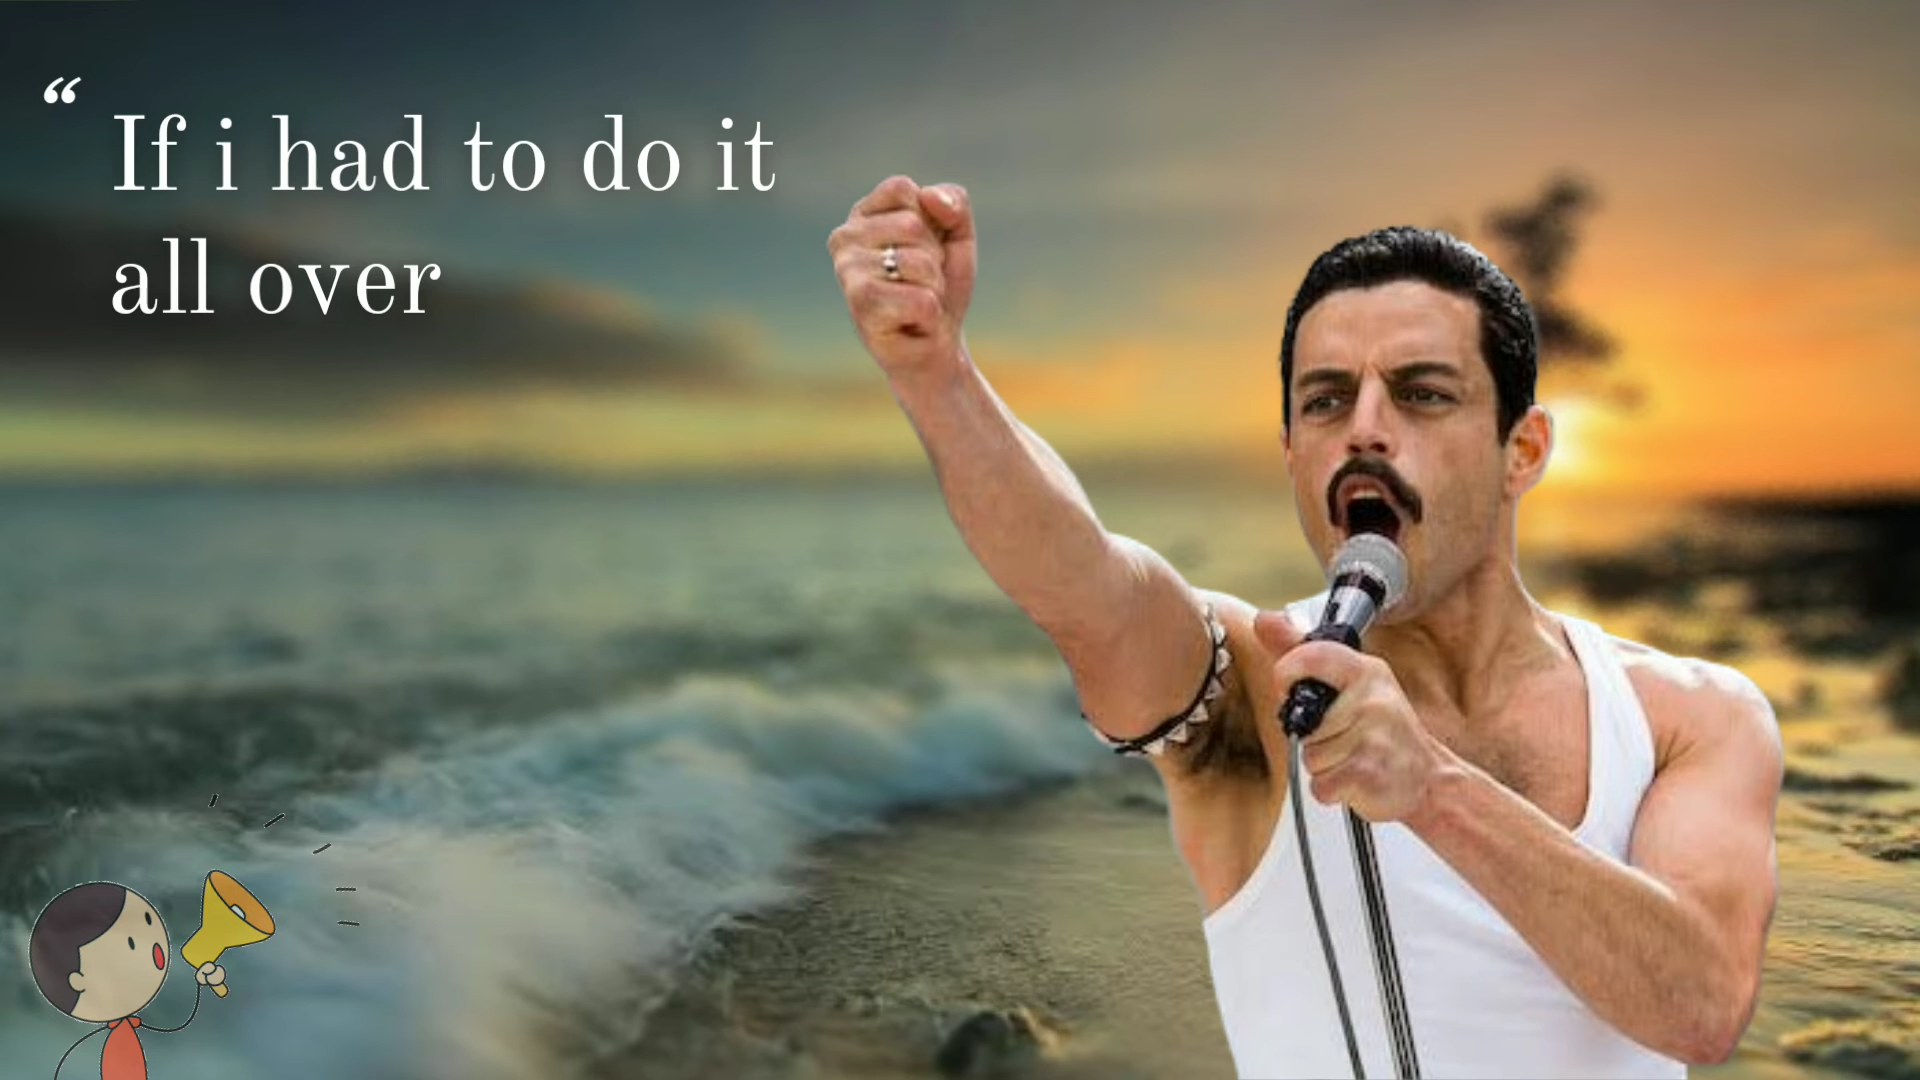 “
If i had to do it
all over